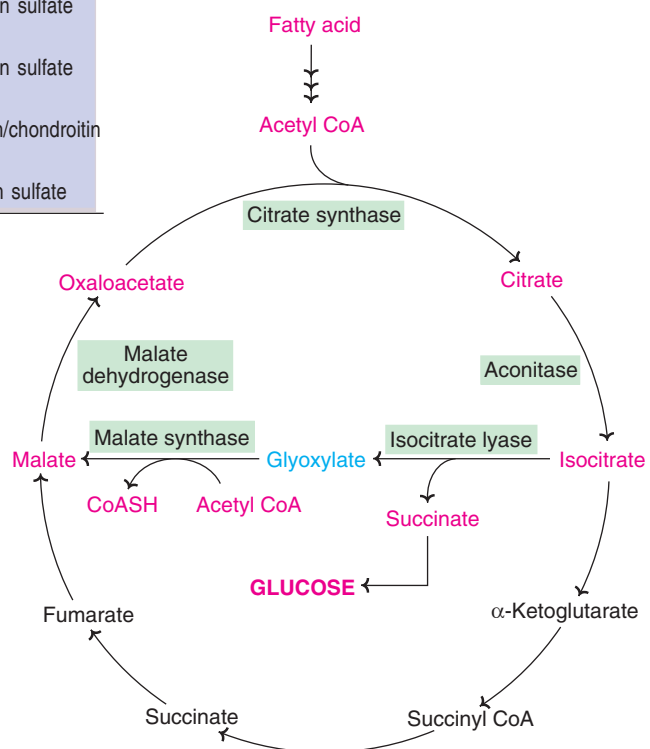 n sulfate
n sulfate
n/chondroitin
n sulfate
Fatty acid
Acetyl CoA
Citrate synthase
Oxaloacetate
Citrate
Malate
dehydrogenase
Aconitase
Malate synthase
Isocitrate lyase
Malate
Glyoxylate
Isocitrate
CoASH
Acetyl CoA
Succinate
GLUCOSE
Fumarate
α-Ketoglutarate
Succinate
Succinyl CoA